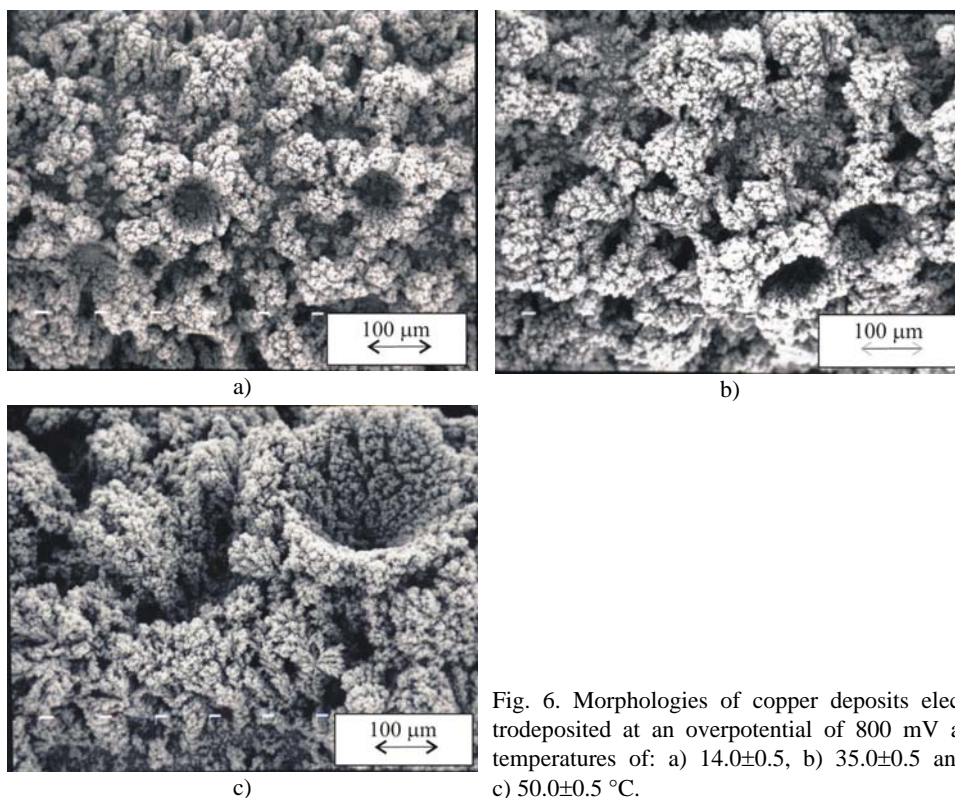 100 µm
a)
100 µm
b)
100 µm
c)
Fig. 6. Morphologies of copper deposits elec
trodeposited at an overpotential of 800 mV a
temperatures of: a) 14.0±0.5, b) 35.0±0.5 an
c) 50.0±0.5 °C.